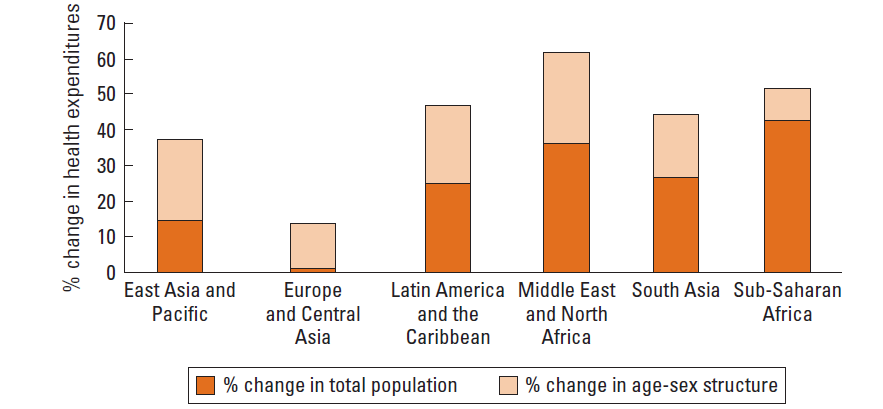 % change in health expenditures
70
60
50
40
30
20
10
0
East Asia and
Pacific
Europe
and Central
Asia
Latin America
and the
Caribbean
Middle East
and North
Africa
South Asia
Sub-Saharan
Africa
% change in total population
% change in age-sex structure